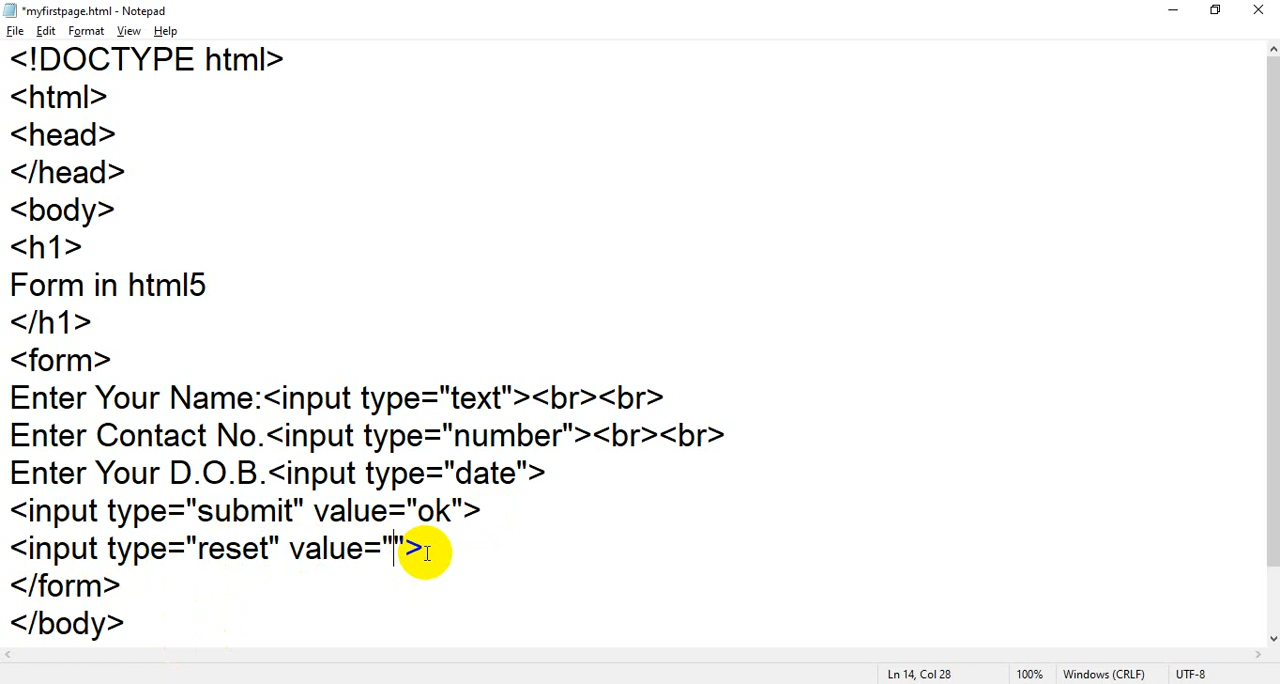 *myfirstpage.html - Notepad
File Edit Format View Help
<!DOCTYPE html>
<html>
<head>
</head>
<body>
<h1>
Form in html5
</h1>
<form>
Enter Your Name:<input type="text"><br><br>
Enter Contact No.<input type="number"><br><br>
Enter Your D.O.B.<input type="date">
<input type="submit" value="ok">
<input type="reset" value="">
</form>
</body>
Ln 14, Col 28 100% Windows (CRLF) UTF-8